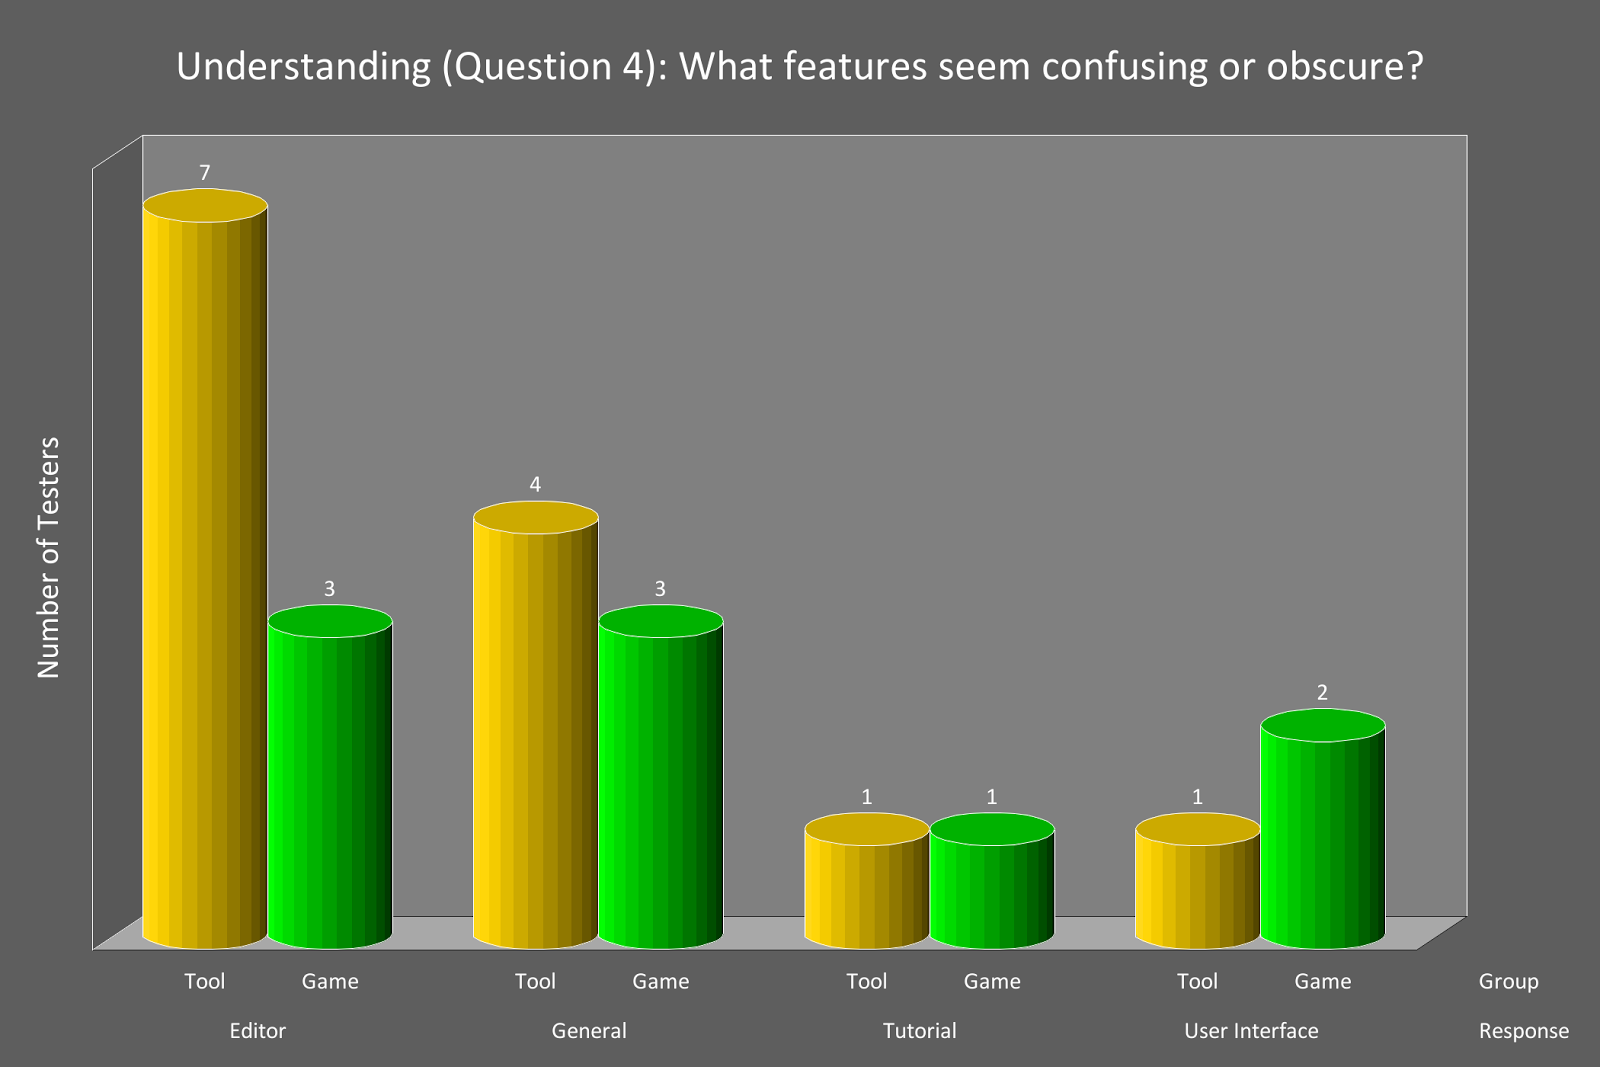 Understanding (Question 4): What features seem confusing or obscure?
Number of Testers
7
3
4
3
1
1
1
2
Tool Game Tool Game Tool Game Tool Game Group
Editor General Tutorial User Interface Response